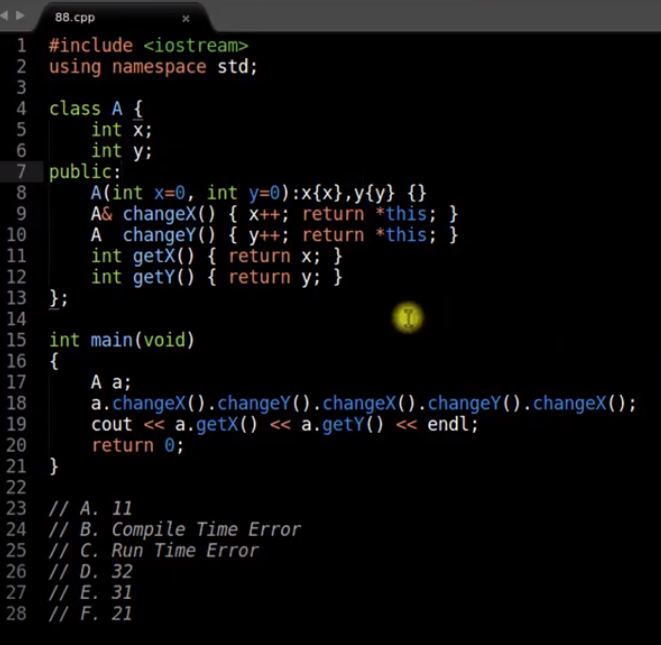 88.cpp ×
1 #include <iostream>
2 using namespace std;
3
4 class A {
5     int x;
6     int y;
7 public:
8     A(int x=0, int y=0):x{x},y{y} {}
9     A& changeX() { x++; return *this; }
10     A  changeY() { y++; return *this; }
11     int getX() { return x; }
12     int getY() { return y; }
13 };
14
15 int main(void)
16 {
17     A a;
18     a.changeX().changeY().changeX().changeY().changeX();
19     cout << a.getX() << a.getY() << endl;
20     return 0;
21 }
22
23 // A. 11
24 // B. Compile Time Error
25 // C. Run Time Error
26 // D. 32
27 // E. 31
28 // F. 21